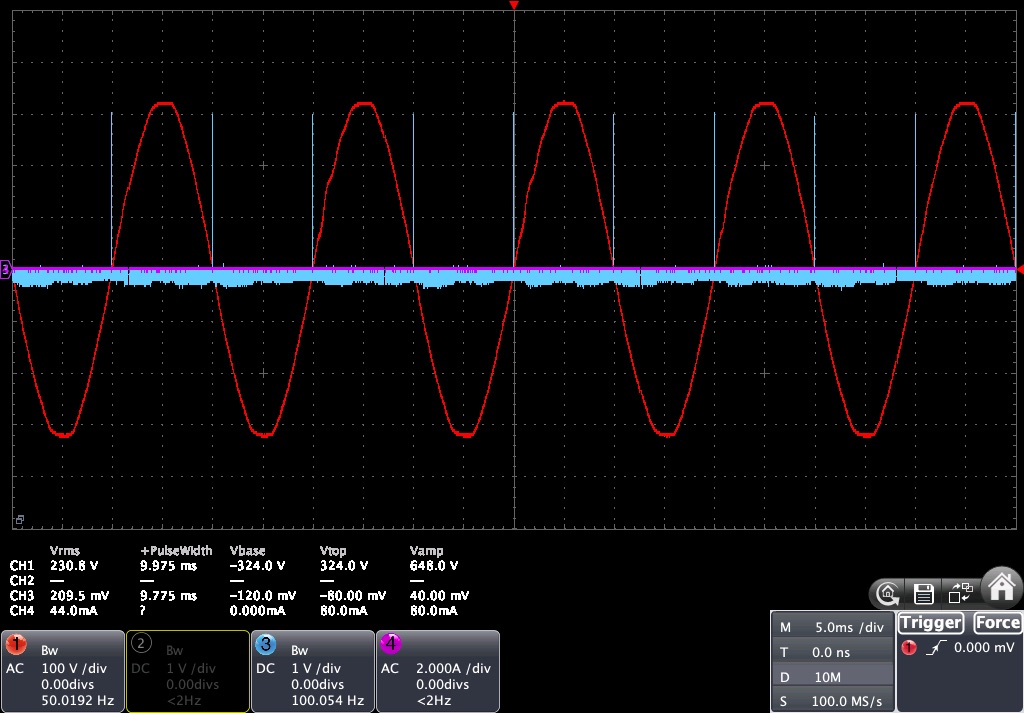 3
Vrms +PulseWidth Vbase Vtop Vamp
CH1 230.8 V 9.975 ms -324.0 V 324.0 V 648.0 V
CH2 — — — — —
CH3 209.5 mV 9.775 ms -120.0 mV -80.00 mV 40.00 mV
CH4 44.0mA ? 0.000mA 80.0mA 80.0mA
1 Bw
AC 100 V /div
0.00divs
50.0192 Hz
2 Bw
DC 1 V /div
0.00divs
<2Hz
3 Bw
DC 1 V /div
0.00divs
100.054 Hz
4
AC 2.000A /div
0.00divs
<2Hz
M 5.0ms /div
T 0.0 ns
D 10M
S 100.0 MS/s
Trigger Force
1 0.000 mV